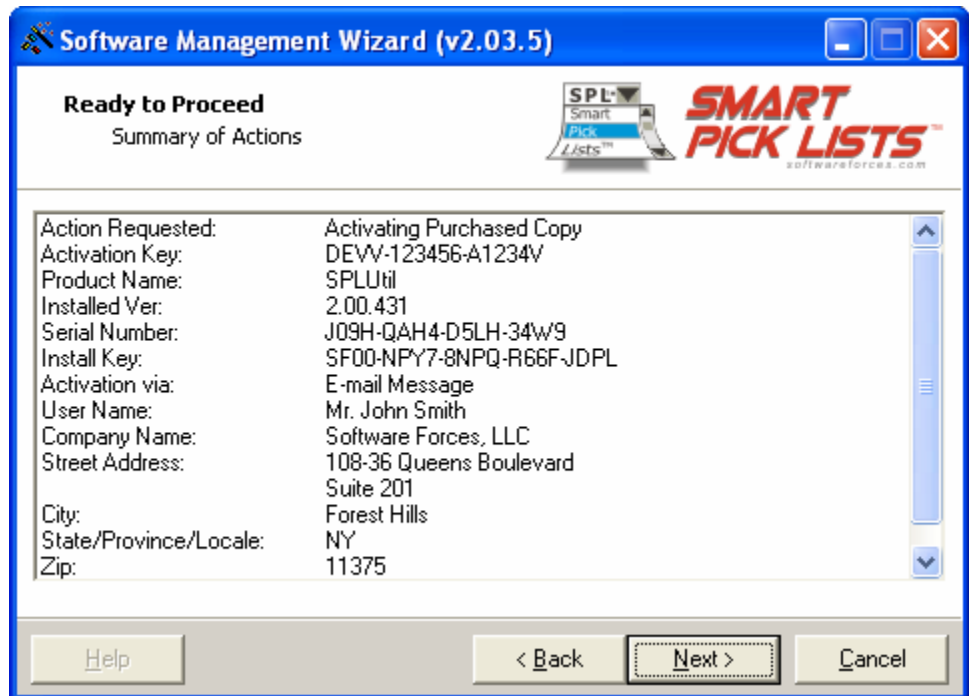 Software Management Wizard (v2.03.5)
Ready to Proceed
Summary of Actions
SPL
Smart
Pick
Lists™
SMART
PICK LISTS™
softwareforces.com
Action Requested: Activating Purchased Copy
Activation Key: DEVV-123456-A1234V
Product Name: SPLUtil
Installed Ver: 2.00.431
Serial Number: J09H-QAH4-D5LH-34W9
Install Key: SF00-NPY7-8NPQ-R66F-JDPL
Activation via: E-mail Message
User Name: Mr. John Smith
Company Name: Software Forces, LLC
Street Address: 108-36 Queens Boulevard
Suite 201
City: Forest Hills
State/Province/Locale: NY
Zip: 11375
Help < Back Next > Cancel